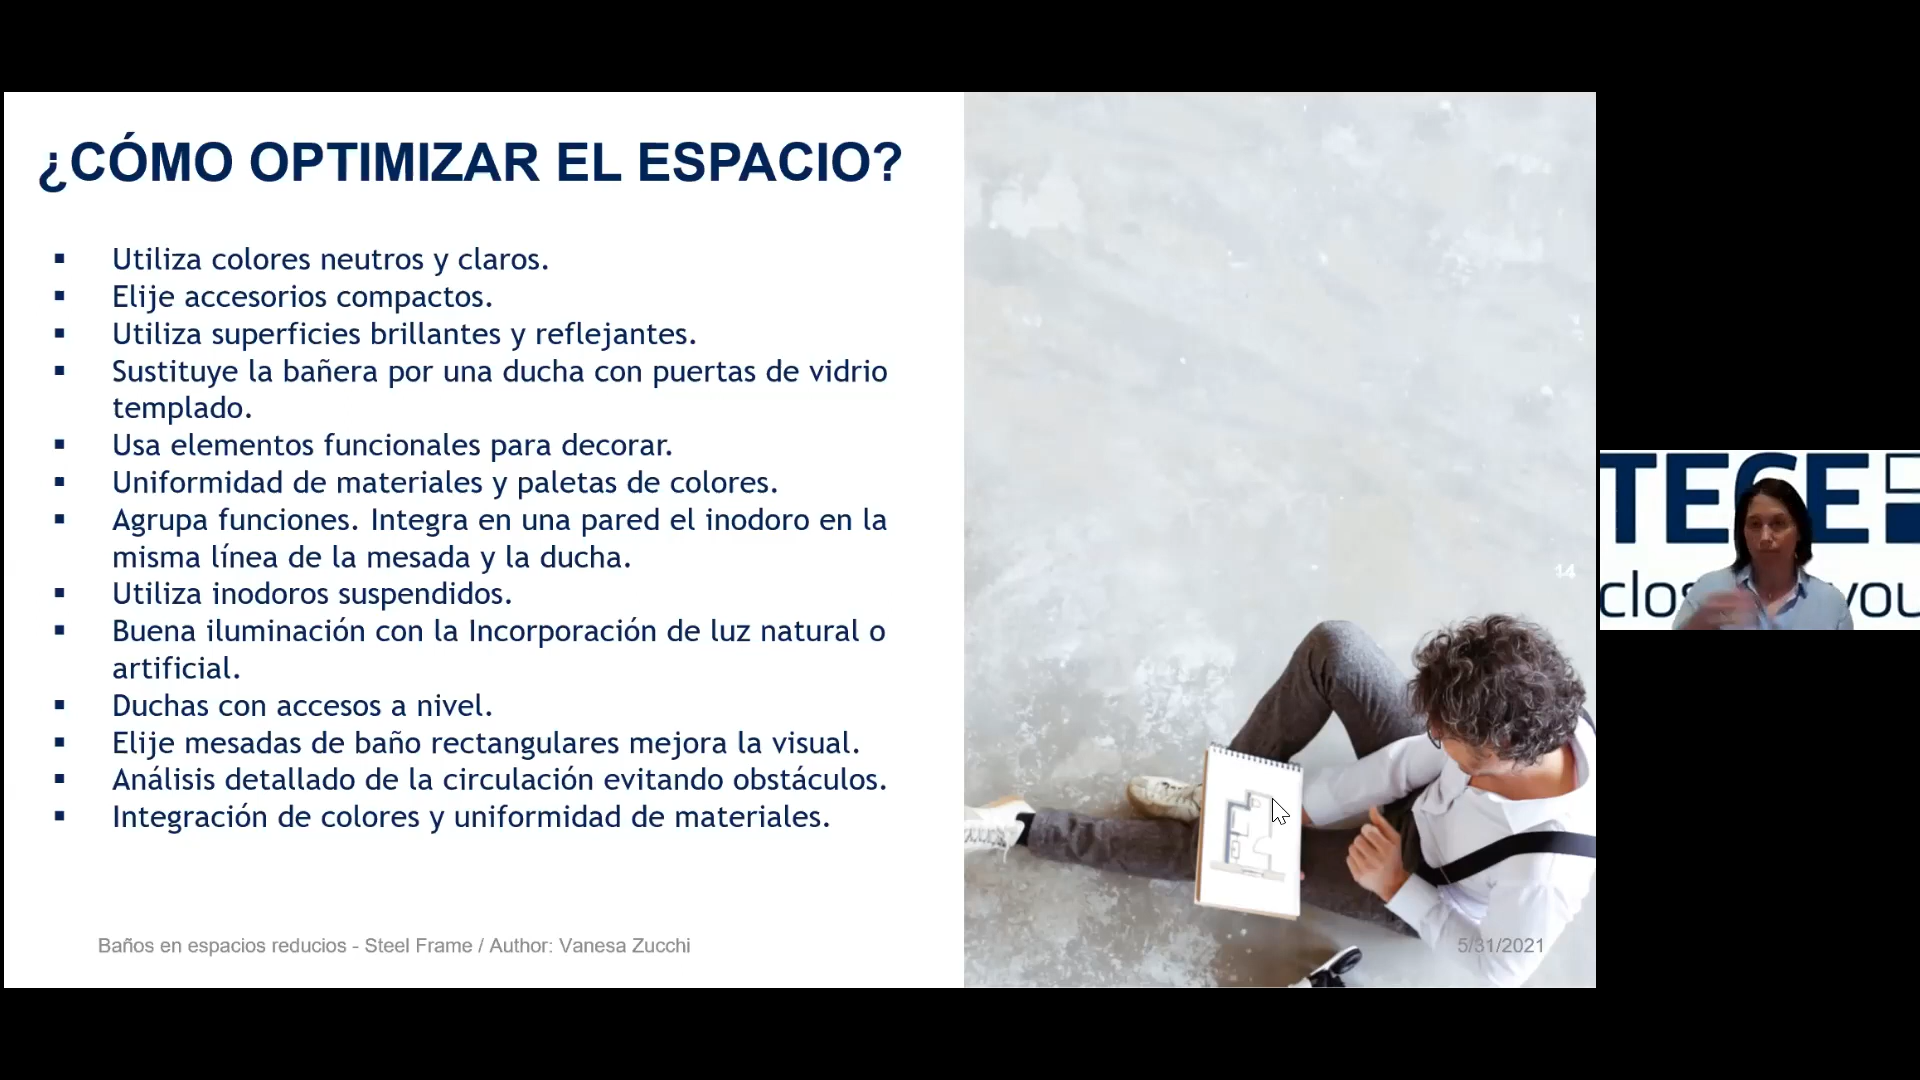 ¿CÓMO OPTIMIZAR EL ESPACIO?
▪ Utiliza colores neutros y claros.
▪ Elije accesorios compactos.
▪ Utiliza superficies brillantes y reflejantes.
▪ Sustituye la bañera por una ducha con puertas de vidrio
templado.
▪ Usa elementos funcionales para decorar.
▪ Uniformidad de materiales y paletas de colores.
▪ Agrupa funciones. Integra en una pared el inodoro en la
misma línea de la mesada y la ducha.
▪ Utiliza inodoros suspendidos.
▪ Buena iluminación con la Incorporación de luz natural o
artificial.
▪ Duchas con accesos a nivel.
▪ Elije mesadas de baño rectangulares mejora la visual.
▪ Análisis detallado de la circulación evitando obstáculos.
▪ Integración de colores y uniformidad de materiales.
Baños en espacios reducios - Steel Frame / Author: Vanesa Zucchi
14
5/31/2021
TECE
clos you